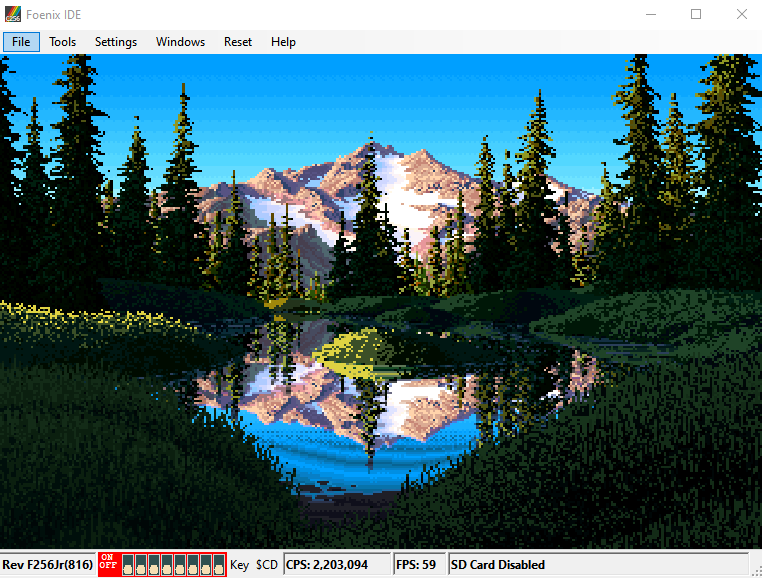 Foenix IDE
File Tools Settings Windows Reset Help
Rev F256Jr(816) ON OFF Key $CD CPS: 2,203,094 FPS: 59 SD Card Disabled